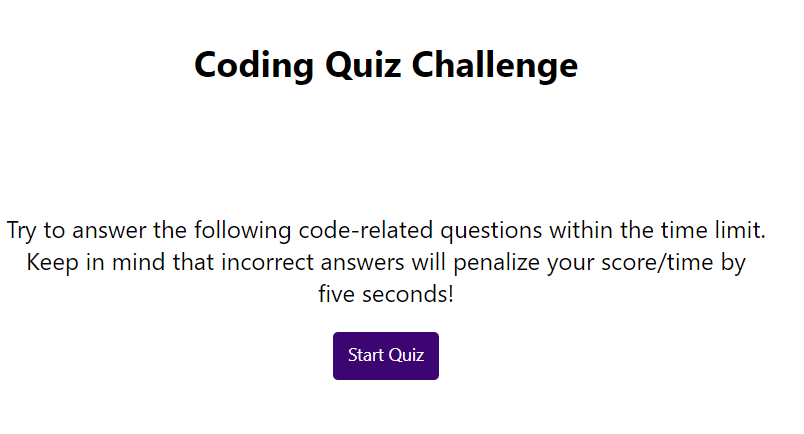 Coding Quiz Challenge
Try to answer the following code-related questions within the time limit.
Keep in mind that incorrect answers will penalize your score/time by
five seconds!
Start Quiz